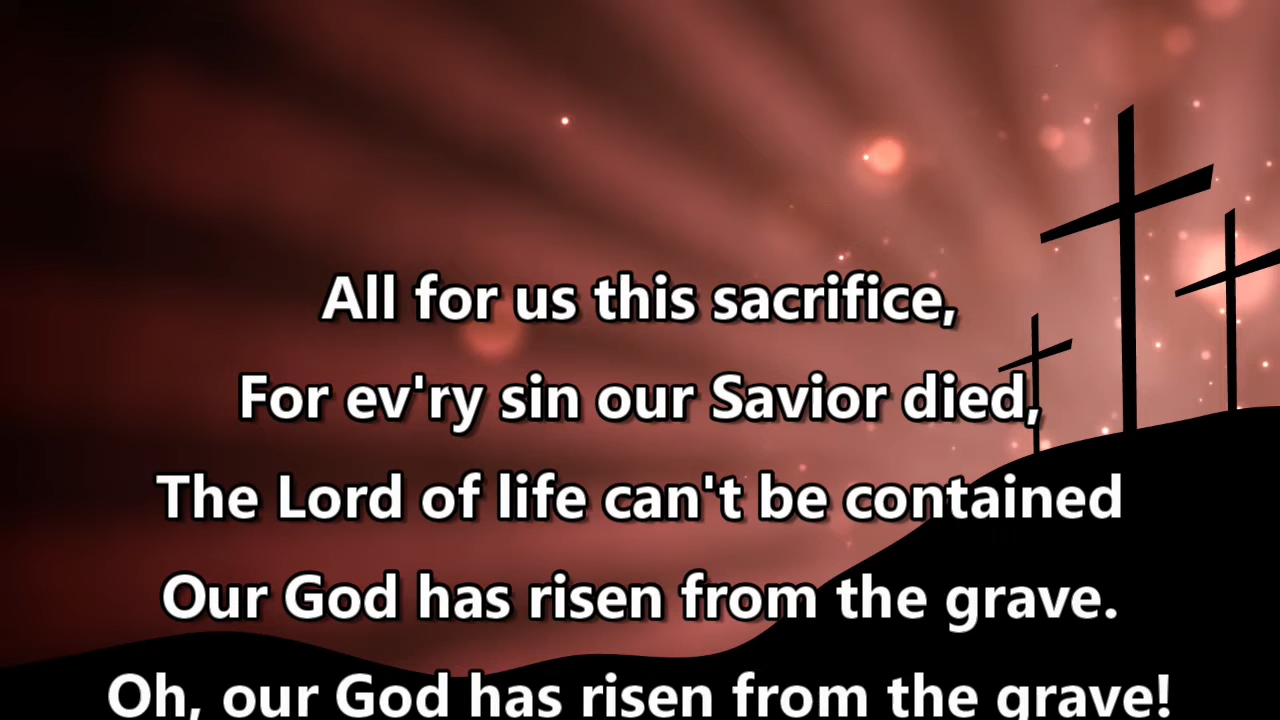 All for us this sacrifice,
For ev'ry sin our Savior died,
The Lord of life can't be contained
Our God has risen from the grave.
Oh, our God has risen from the grave!